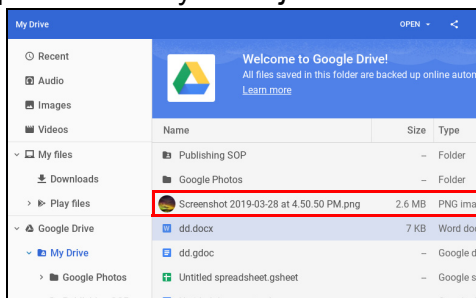 My Drive OPEN
Recent
Audio
Images
Videos
My files
Downloads
Play files
Google Drive
My Drive
Google Photos
Welcome to Google Drive!
All files saved in this folder are backed up online
Learn more
Name Size Type
Publishing SOP – Folder
Google Photos – Folder
Screenshot 2019-03-28 at 4.50.50 PM.png 2.6 MB PNG ima
dd.docx 7 KB Word doc
dd.gdoc – Google d
Untitled spreadsheet.gsheet – Google s